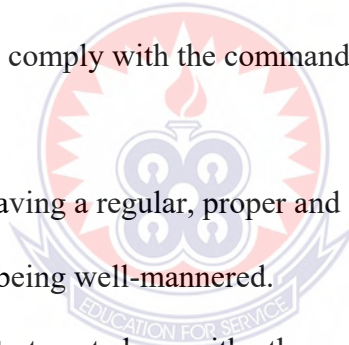 comply with the command
aving a regular, proper and
being well-mannered.
EDUCATION FOR SERVICE